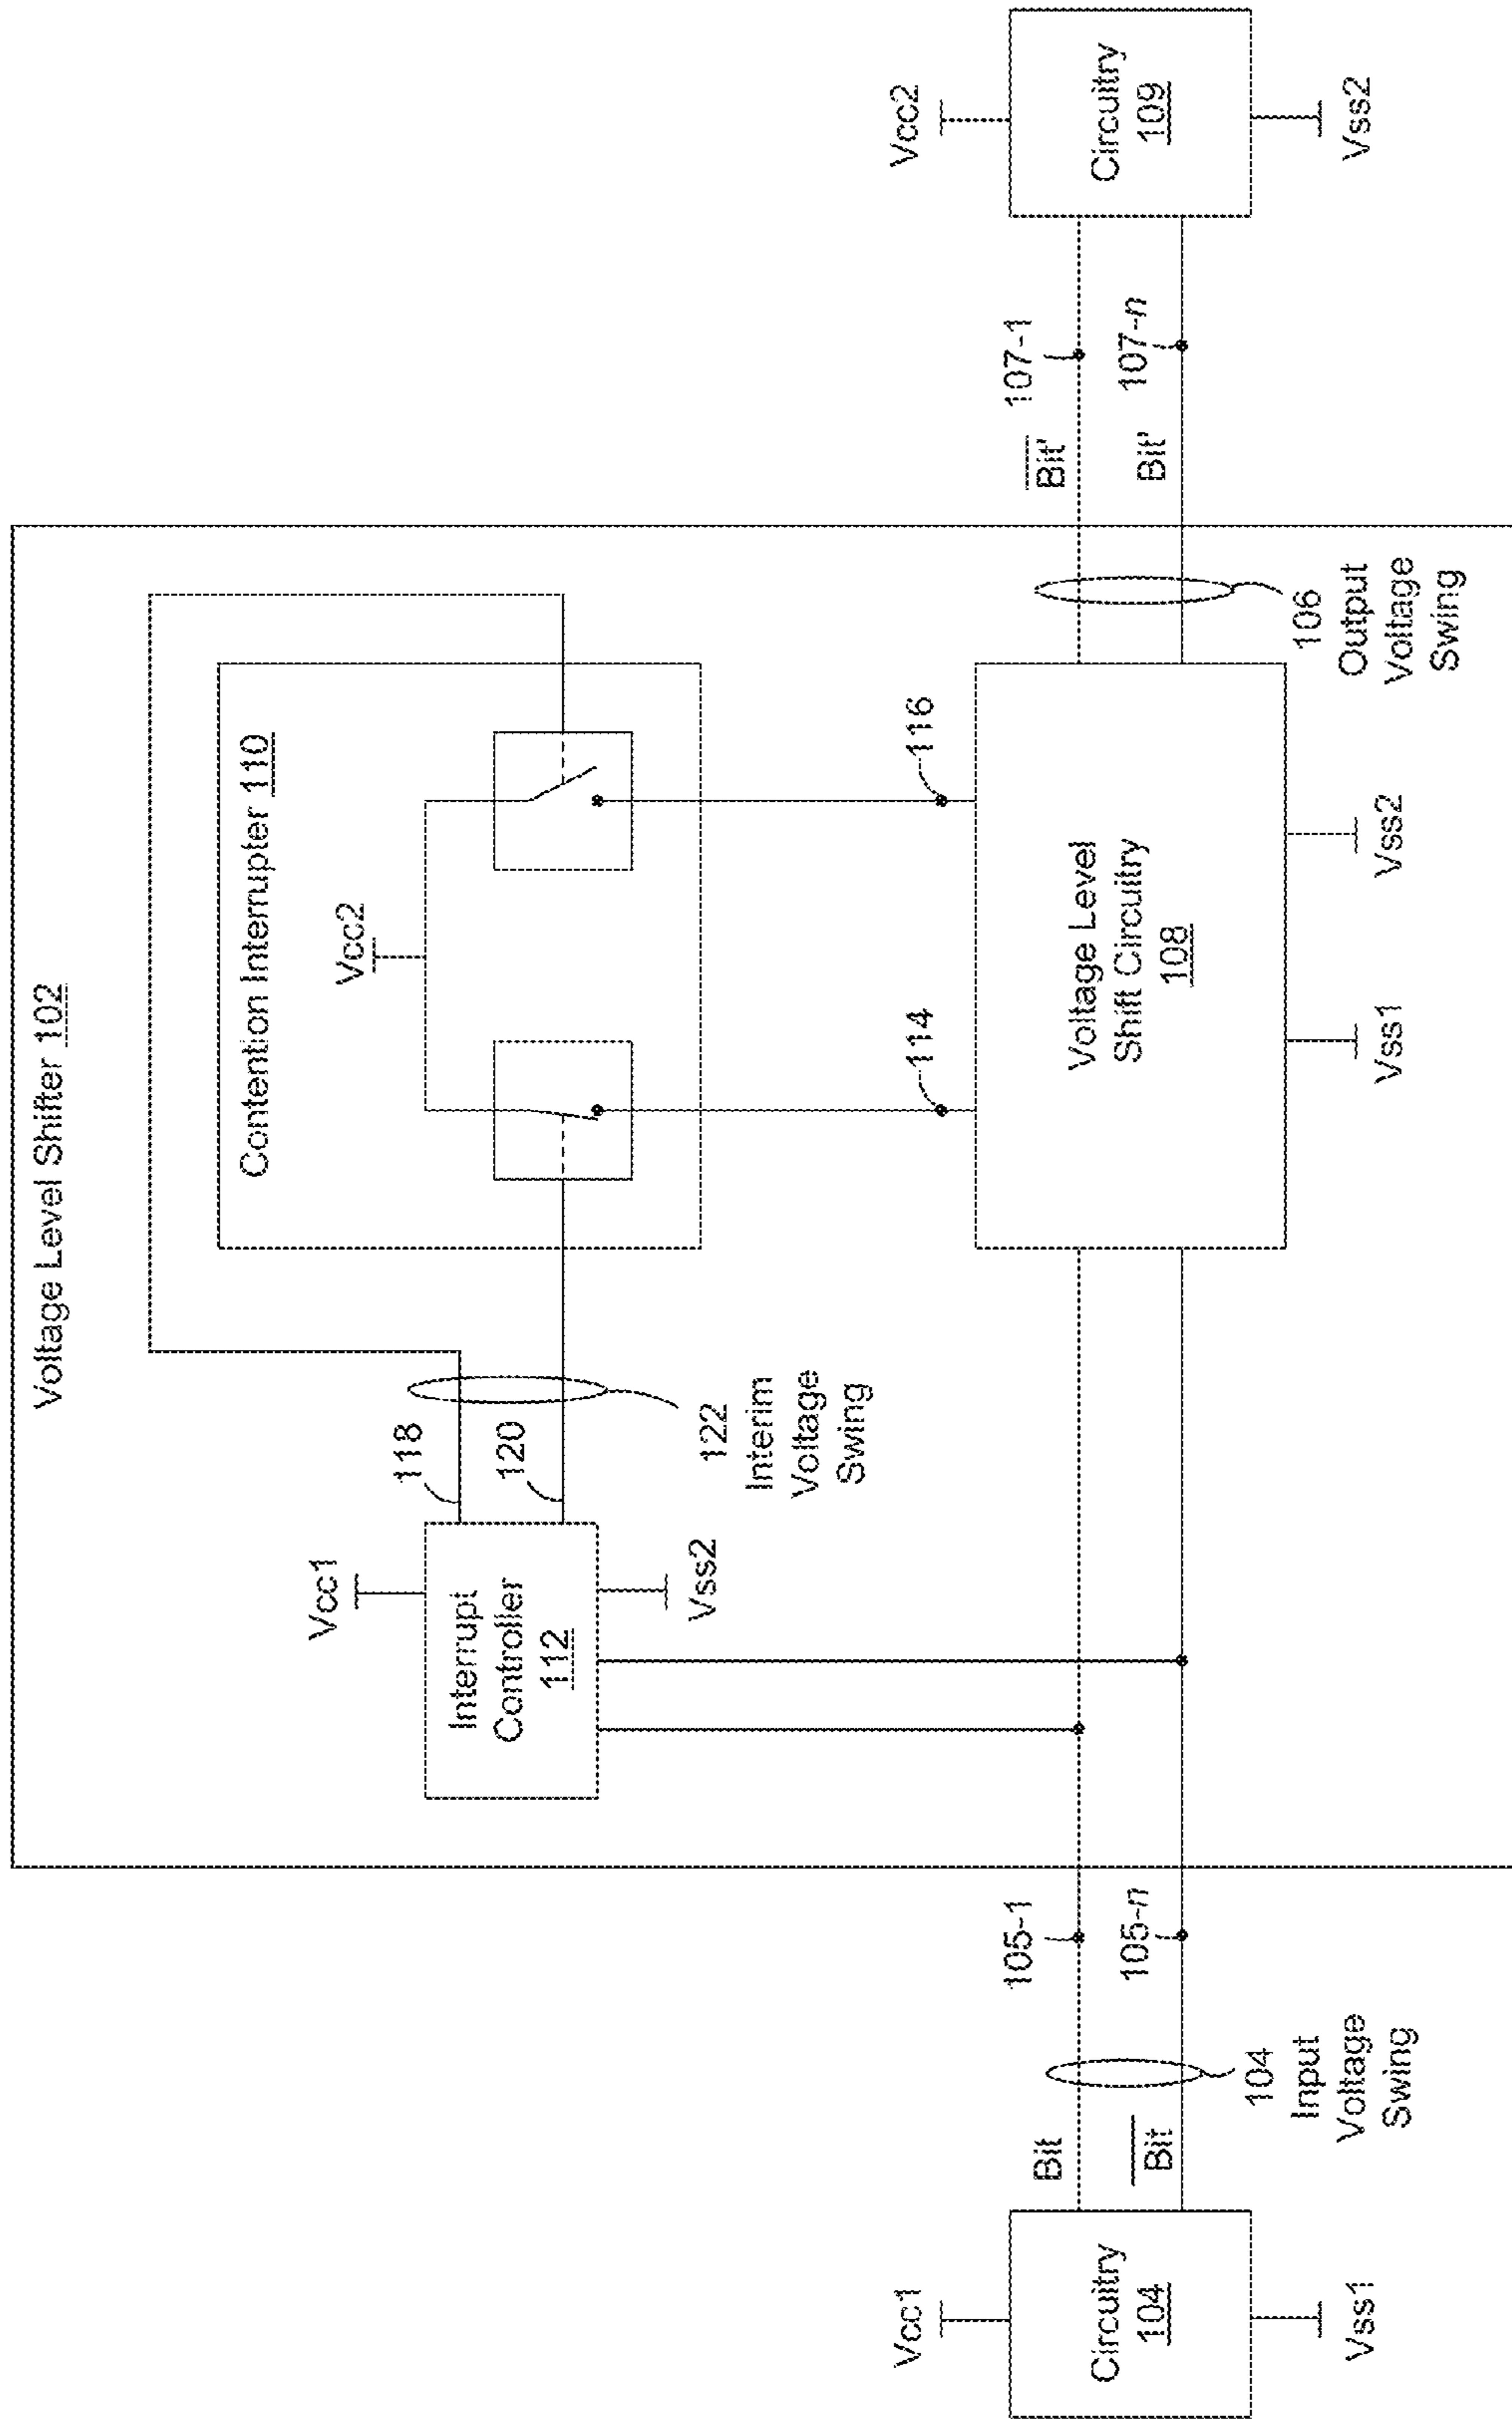 Voltage Level Shifter 102
Contention Interrupter 110
Vcc2
Vcc1
Interrupt
Controller
112
Vss2
118
120
122
Interim
Voltage
Swing
114
116
Vcc1
Circuitry
104
Vss1
Bit
Bit
104
Input
Voltage
Swing
105-1
105-n
Voltage Level
Shift Circuitry
108
Vss1
Vss2
106
Output
Voltage
Swing
Bit'
Bit'
107-1
107-n
Vcc2
Circuitry
109
Vss2